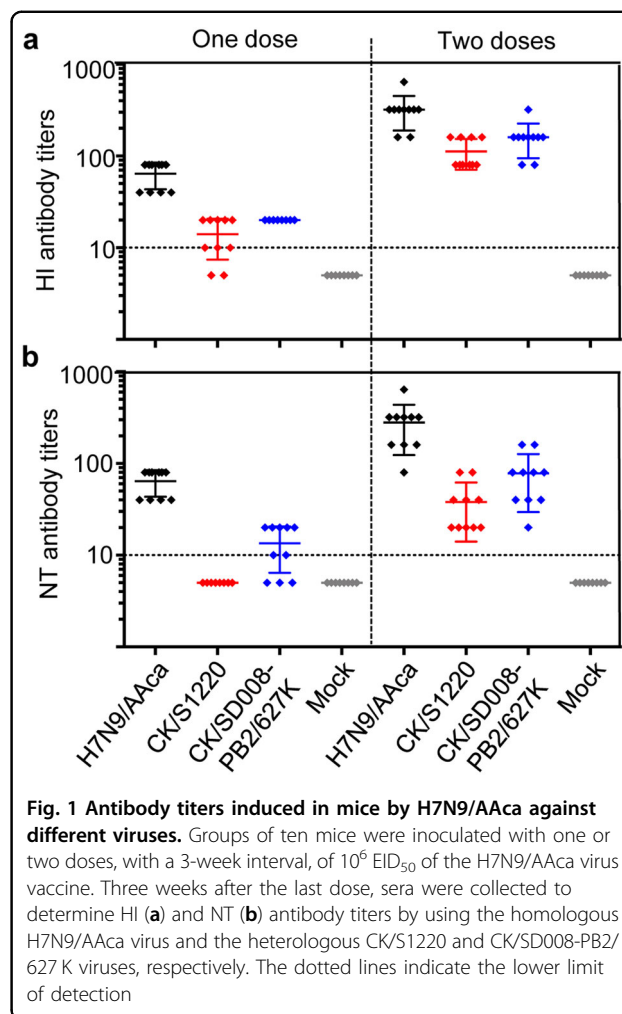 a
One dose
Two doses
HI antibody titers
1000
100
10
b
NT antibody titers
1000
100
10
H7N9/AAca
CK/S1220
CK/SD008-
PB2/627K
Mock
H7N9/AAca
CK/S1220
CK/SD008-
PB2/627K
Mock
Fig. 1 Antibody titers induced in mice by H7N9/AAca against
different viruses. Groups of ten mice were inoculated with one or
two doses, with a 3-week interval, of 10⁶ EID₅₀ of the H7N9/AAca virus
vaccine. Three weeks after the last dose, sera were collected to
determine HI (a) and NT (b) antibody titers by using the homologous
H7N9/AAca virus and the heterologous CK/S1220 and CK/SD008-PB2/
627 K viruses, respectively. The dotted lines indicate the lower limit
of detection